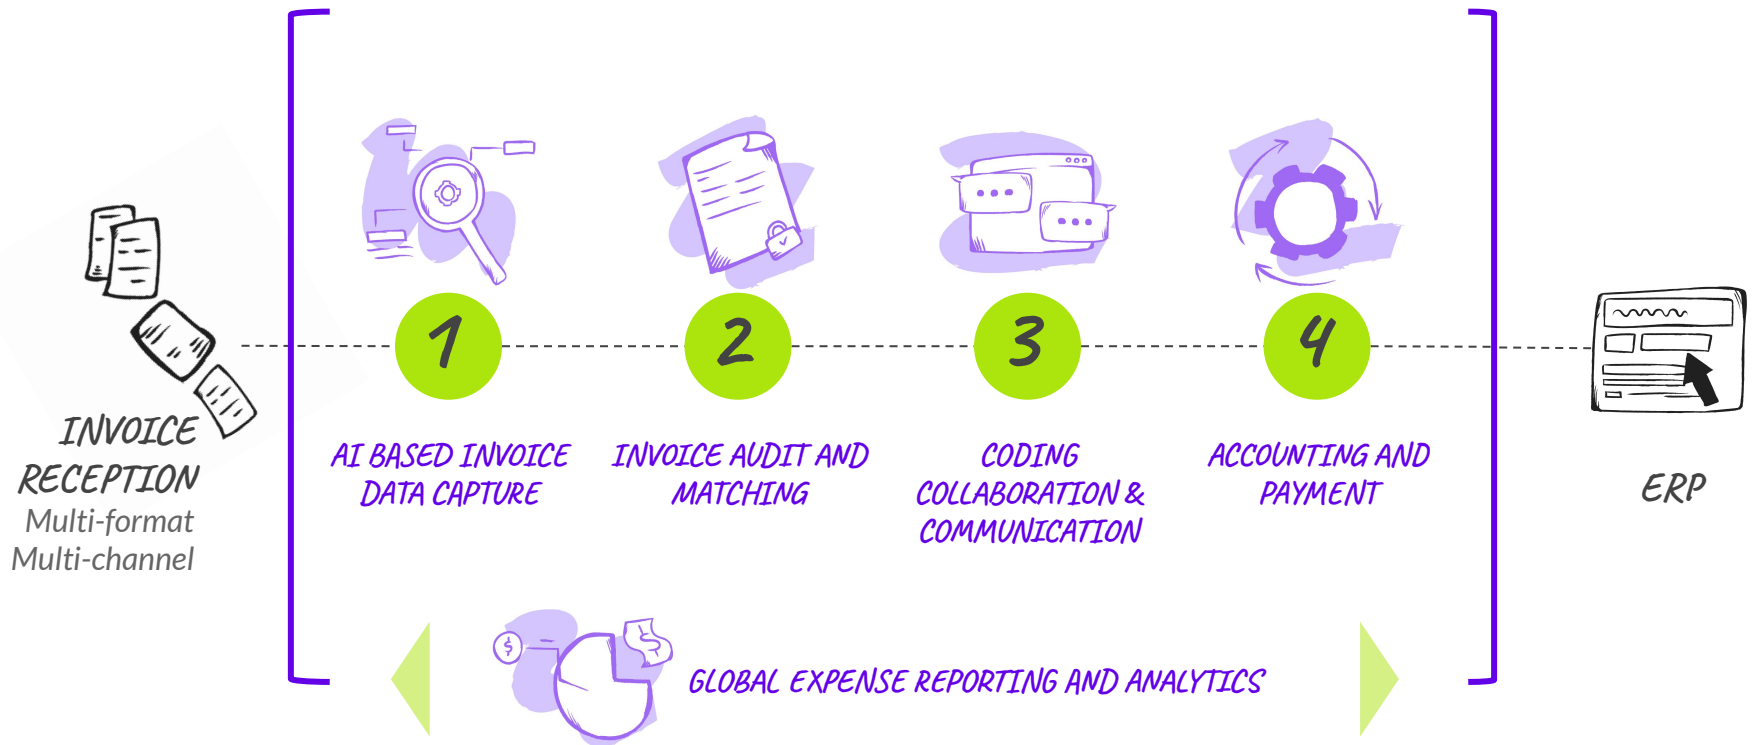 INVOICE
RECEPTION
Multi-format
Multi-channel
1
AI BASED INVOICE
DATA CAPTURE
2
INVOICE AUDIT AND
MATCHING
3
CODING
COLLABORATION &
COMMUNICATION
4
ACCOUNTING AND
PAYMENT
ERP
$
$
GLOBAL EXPENSE REPORTING AND ANALYTICS